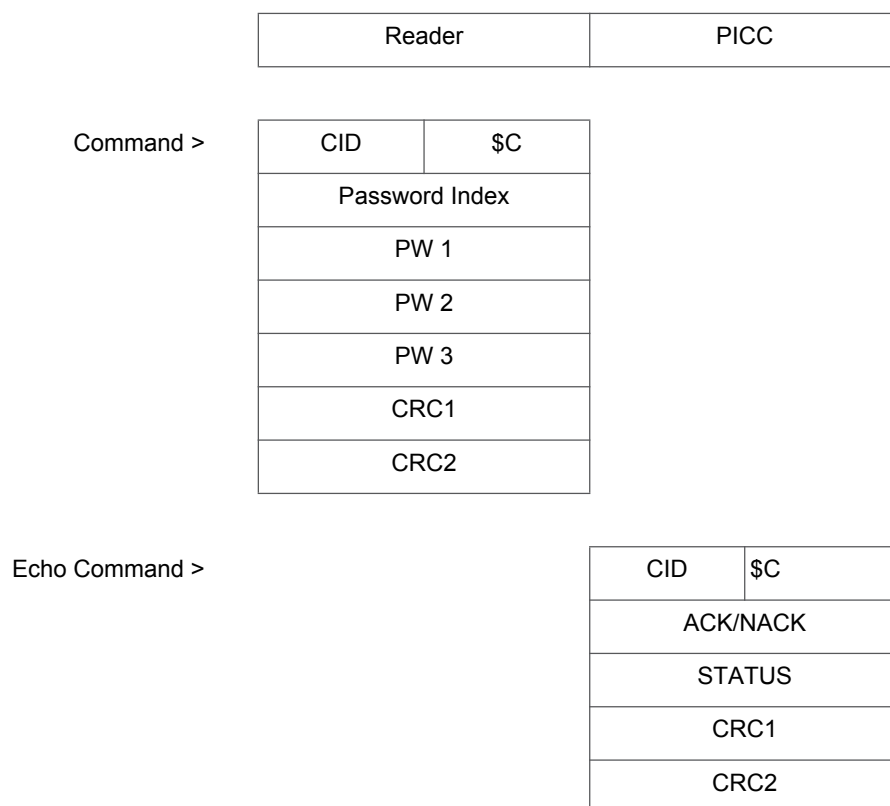 Reader PICC
Command > CID $C
Password Index
PW 1
PW 2
PW 3
CRC1
CRC2
Echo Command > CID $C
ACK/NACK
STATUS
CRC1
CRC2